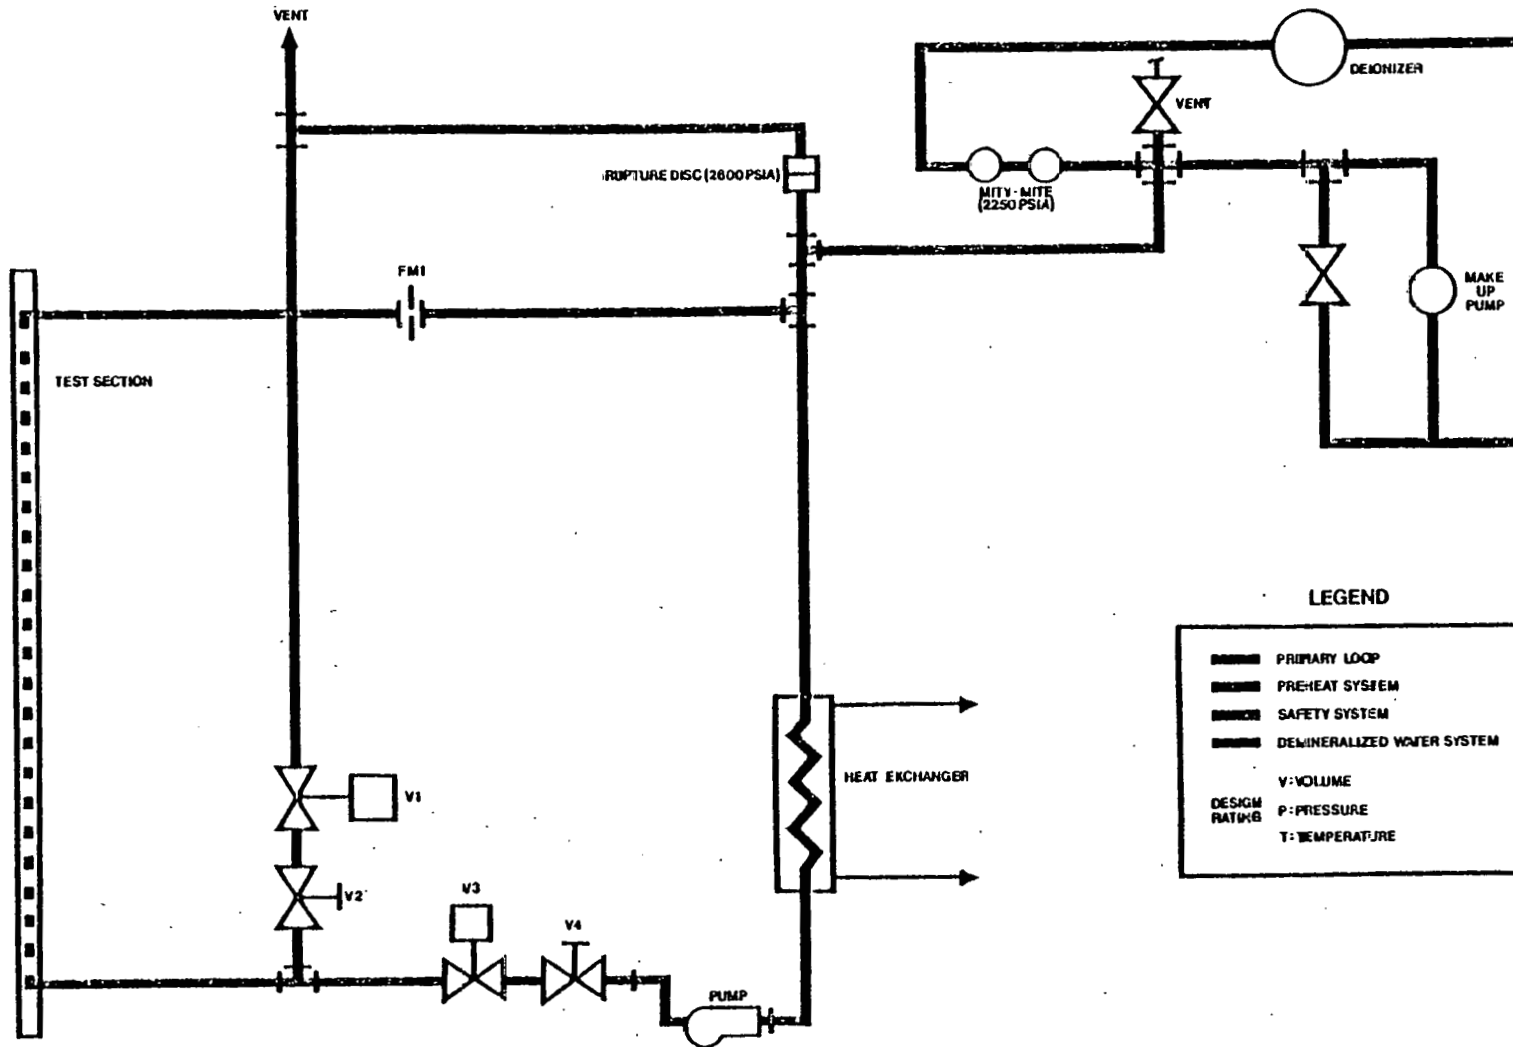 VENT
DEIONIZER
VENT
RUPTURE DISC (2600 PSIA)
MITY-MITE
(2250 PSIA)
FM1
MAKE
UP
PUMP
TEST SECTION
LEGEND
PRIMARY LOOP
PREHEAT SYSTEM
SAFETY SYSTEM
DEMINERALIZED WATER SYSTEM
V: VOLUME
DESIGN
RATING
P: PRESSURE
T: TEMPERATURE
HEAT EXCHANGER
V1
V2
V3
V4
PUMP